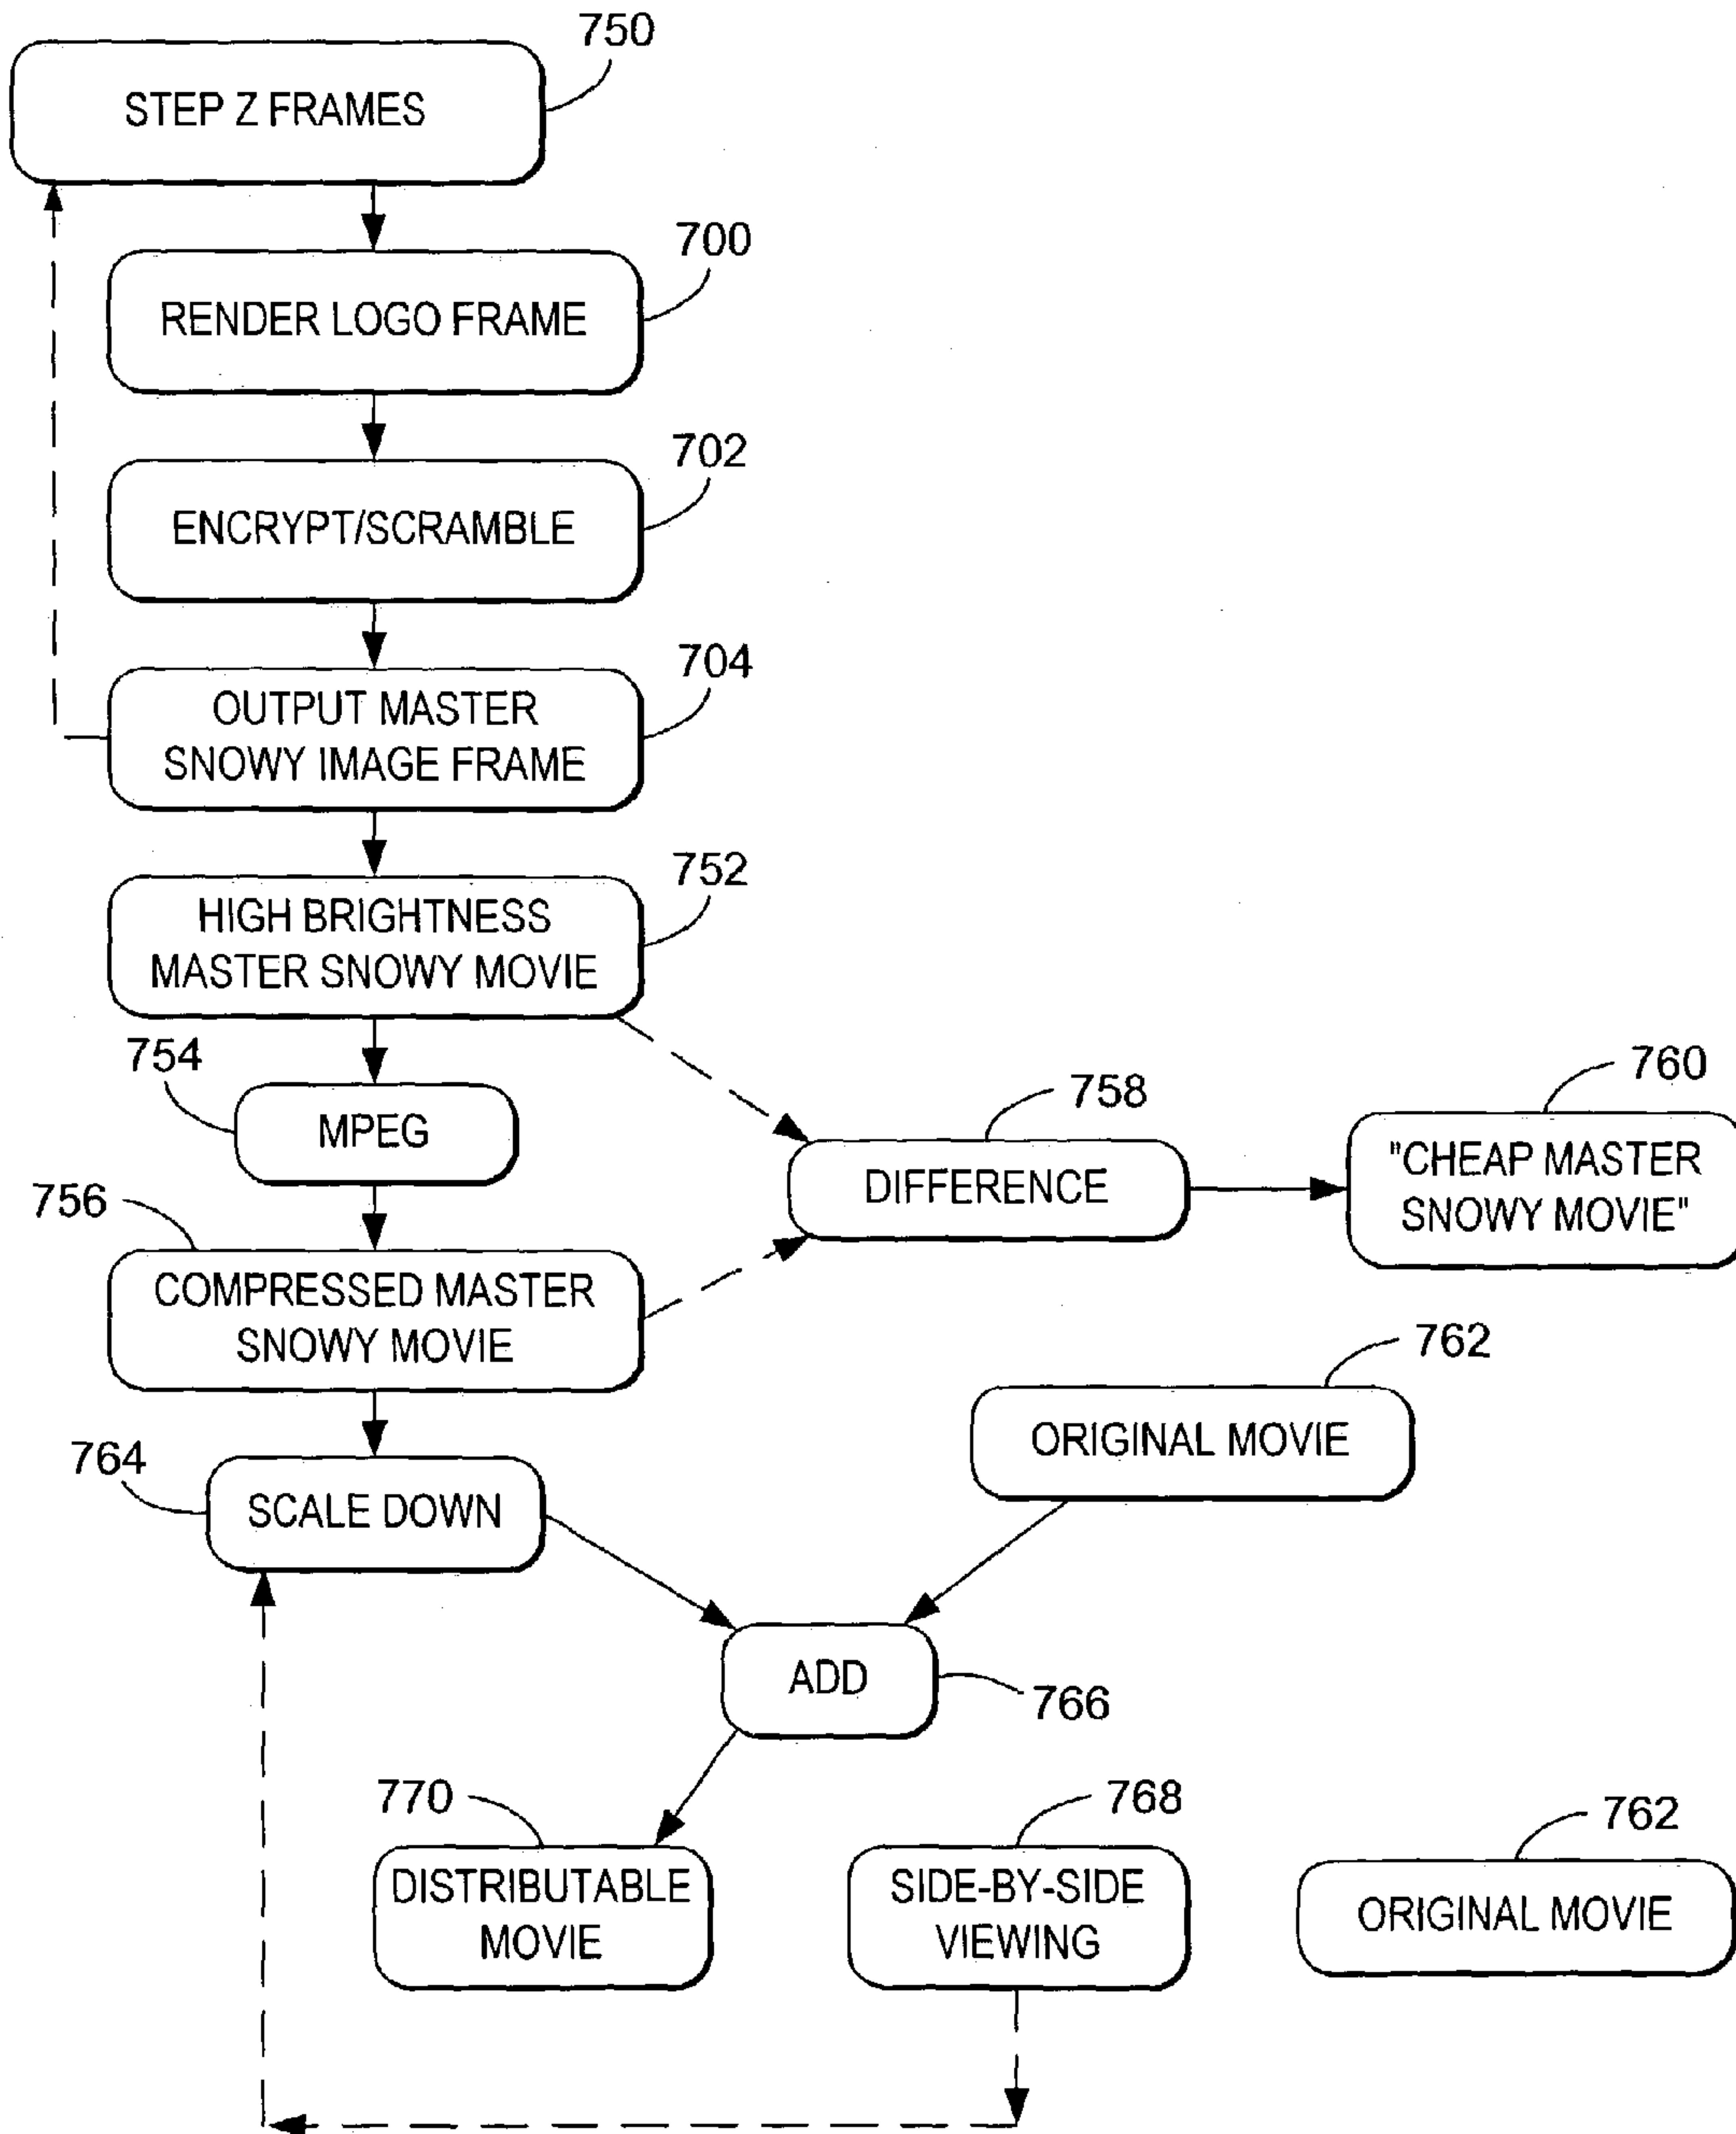 750
STEP Z FRAMES
700
RENDER LOGO FRAME
702
ENCRYPT/SCRAMBLE
704
OUTPUT MASTER
SNOWY IMAGE FRAME
752
HIGH BRIGHTNESS
MASTER SNOWY MOVIE
754
MPEG
758
DIFFERENCE
760
"CHEAP MASTER
SNOWY MOVIE"
756
COMPRESSED MASTER
SNOWY MOVIE
762
ORIGINAL MOVIE
764
SCALE DOWN
ADD
766
770
DISTRIBUTABLE
MOVIE
768
SIDE-BY-SIDE
VIEWING
762
ORIGINAL MOVIE